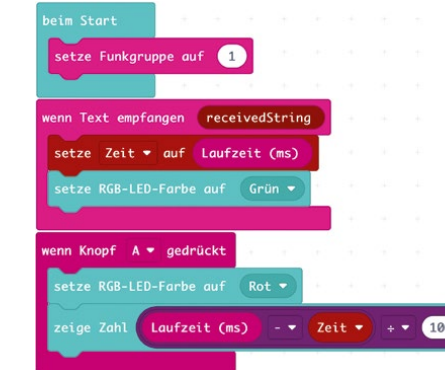 beim Start
setze Funkgruppe auf 1
wenn Text empfangen receivedString
setze Zeit auf Laufzeit (ms)
setze RGB-LED-Farbe auf Grün
wenn Knopf A gedrückt
setze RGB-LED-Farbe auf Rot
zeige Zahl Laufzeit (ms) - Zeit ÷ 10